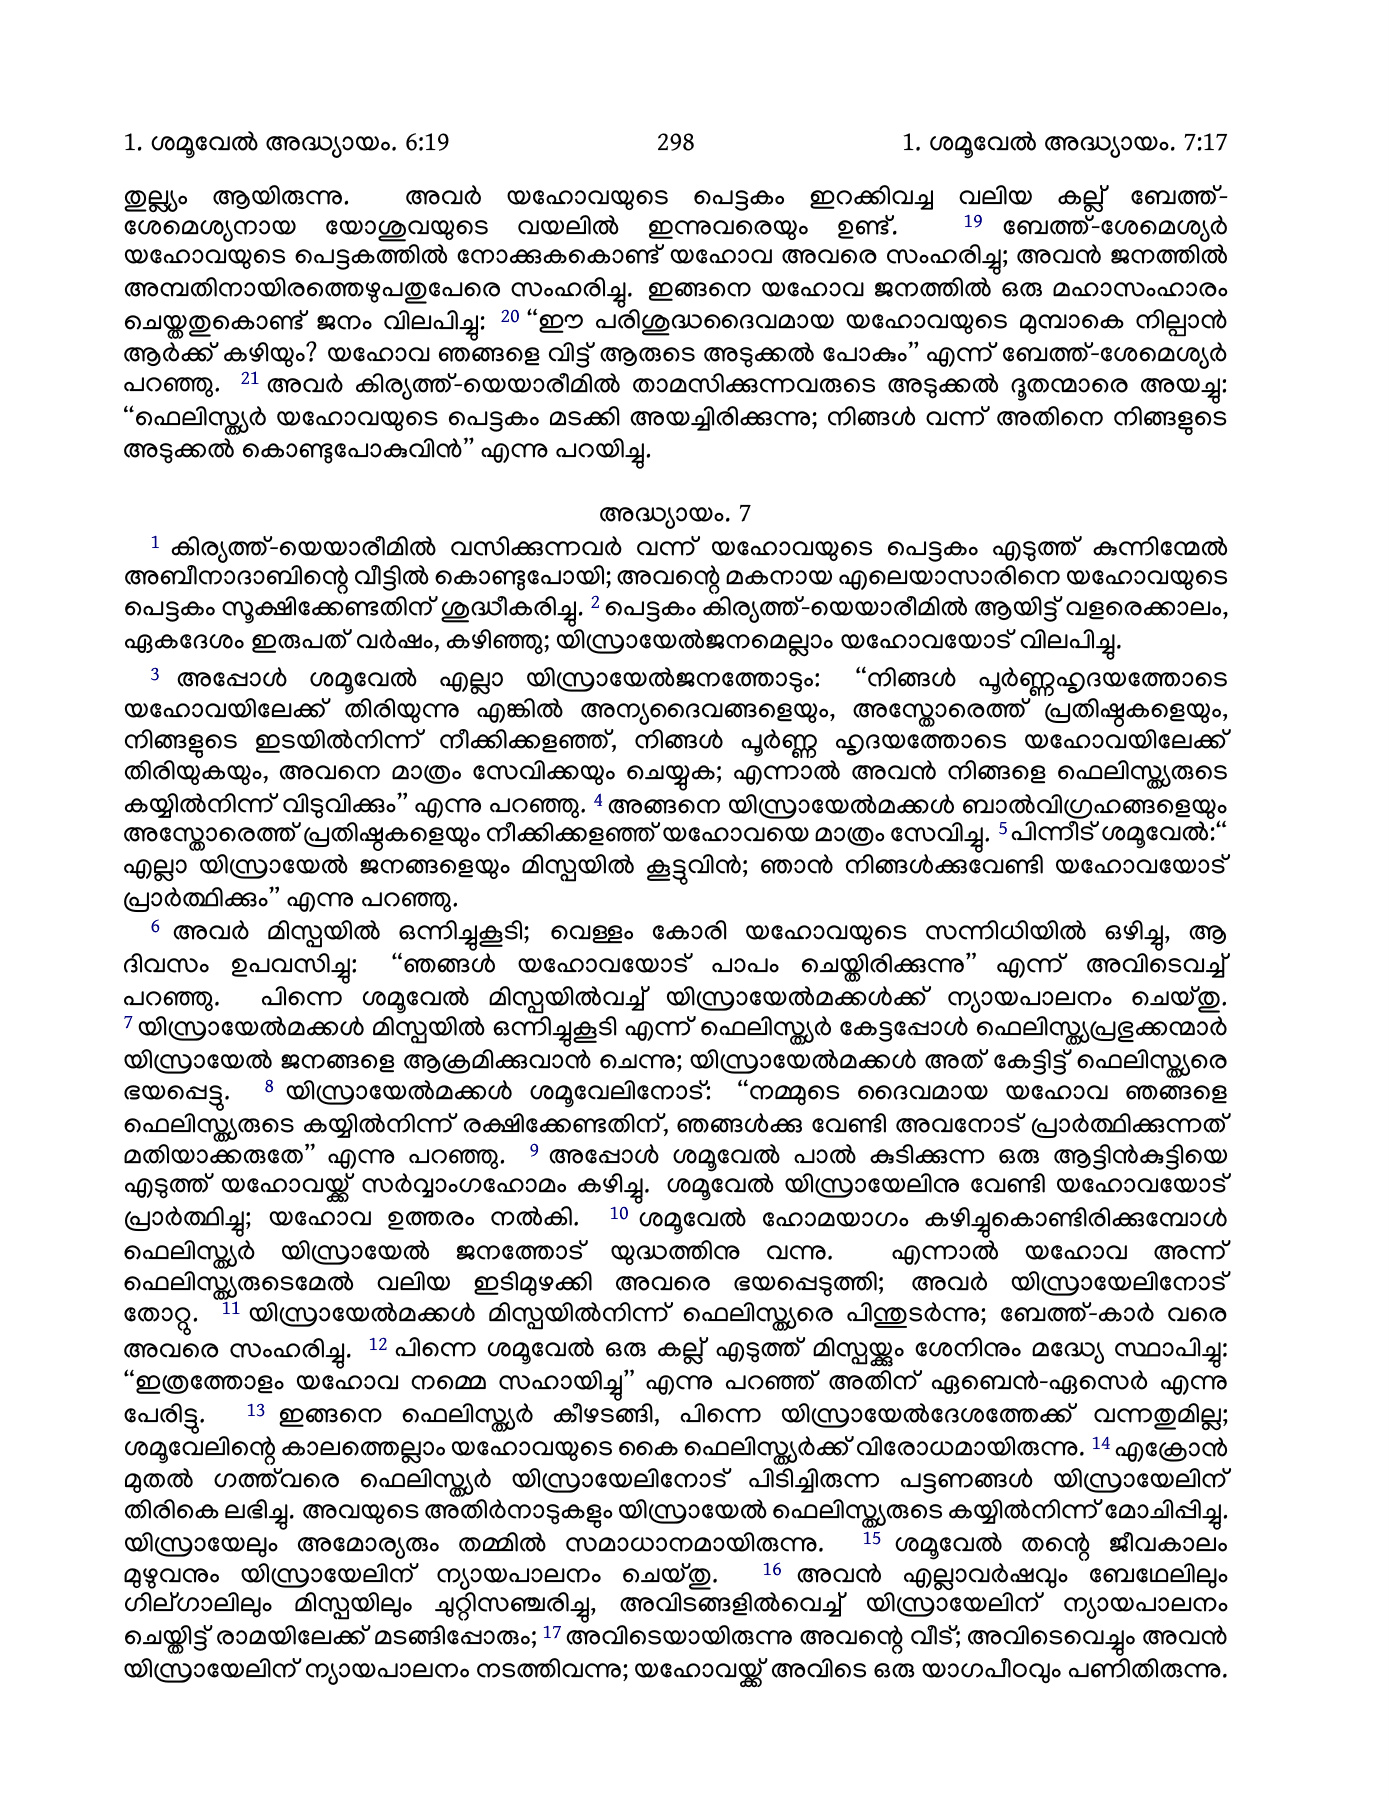 1. ശമൂവേൽ അദ്ധ്യായം. 6:19 298 1. ശമൂവേൽ അദ്ധ്യായം. 7:17
തുല്ല്യം ആയിരുന്നു. അവർ യഹോവയുടെ പെട്ടകം ഇറക്കിവച്ച വലിയ കല്ല് ബേത്ത്-
ശേമെശ്യനായ യോശുവയുടെ വയലിൽ ഇന്നുവരെയും ഉണ്ട്. 19 ബേത്ത്-ശേമെശ്യർ
യഹോവയുടെ പെട്ടകത്തിൽ നോക്കുകകൊണ്ട് യഹോവ അവരെ സംഹരിച്ചു; അവൻ ജനത്തിൽ
അമ്പതിനായിരത്തെഴുപതുപേരെ സംഹരിച്ചു. ഇങ്ങനെ യഹോവ ജനത്തിൽ ഒരു മഹാസംഹാരം
ചെയ്തതുകൊണ്ട് ജനം വിലപിച്ചു: 20 “ഈ പരിശുദ്ധദൈവമായ യഹോവയുടെ മുമ്പാകെ നില്പാൻ
ആർക്ക് കഴിയും? യഹോവ ഞങ്ങളെ വിട്ട് ആരുടെ അടുക്കൽ പോകും” എന്ന് ബേത്ത്-ശേമെശ്യർ
പറഞ്ഞു. 21 അവർ കിര്യത്ത്-യെയാരീമിൽ താമസിക്കുന്നവരുടെ അടുക്കൽ ദൂതന്മാരെ അയച്ചു:
“ഫെലിസ്ത്യർ യഹോവയുടെ പെട്ടകം മടക്കി അയച്ചിരിക്കുന്നു; നിങ്ങൾ വന്ന് അതിനെ നിങ്ങളുടെ
അടുക്കൽ കൊണ്ടുപോകുവിൻ” എന്നു പറയിച്ചു.
അദ്ധ്യായം. 7
1 കിര്യത്ത്-യെയാരീമിൽ വസിക്കുന്നവർ വന്ന് യഹോവയുടെ പെട്ടകം എടുത്ത് കുന്നിന്മേൽ
അബീനാദാബിന്റെ വീട്ടിൽ കൊണ്ടുപോയി; അവന്റെ മകനായ എലെയാസാരിനെ യഹോവയുടെ
പെട്ടകം സൂക്ഷിക്കേണ്ടതിന് ശുദ്ധീകരിച്ചു. 2 പെട്ടകം കിര്യത്ത്-യെയാരീമിൽ ആയിട്ട് വളരെക്കാലം,
ഏകദേശം ഇരുപത് വർഷം, കഴിഞ്ഞു; യിസ്രായേൽജനമെല്ലാം യഹോവയോട് വിലപിച്ചു.
3 അപ്പോൾ ശമൂവേൽ എല്ലാ യിസ്രായേൽജനത്തോടും: “നിങ്ങൾ പൂർണ്ണഹൃദയത്തോടെ
യഹോവയിലേക്ക് തിരിയുന്നു എങ്കിൽ അന്യദൈവങ്ങളെയും, അസ്തോരെത്ത് പ്രതിഷ്ഠകളെയും,
നിങ്ങളുടെ ഇടയിൽനിന്ന് നീക്കിക്കളഞ്ഞ്, നിങ്ങൾ പൂർണ്ണ ഹൃദയത്തോടെ യഹോവയിലേക്ക്
തിരിയുകയും, അവനെ മാത്രം സേവിക്കയും ചെയ്യുക; എന്നാൽ അവൻ നിങ്ങളെ ഫെലിസ്ത്യരുടെ
കയ്യിൽനിന്ന് വിടുവിക്കും” എന്നു പറഞ്ഞു. 4 അങ്ങനെ യിസ്രായേൽമക്കൾ ബാൽവിഗ്രഹങ്ങളെയും
അസ്തോരെത്ത് പ്രതിഷ്ഠകളെയും നീക്കിക്കളഞ്ഞ് യഹോവയെ മാത്രം സേവിച്ചു. 5 പിന്നീട് ശമൂവേൽ:“
എല്ലാ യിസ്രായേൽ ജനങ്ങളെയും മിസ്പയിൽ കൂട്ടുവിൻ; ഞാൻ നിങ്ങൾക്കുവേണ്ടി യഹോവയോട്
പ്രാർത്ഥിക്കും” എന്നു പറഞ്ഞു.
6 അവർ മിസ്പയിൽ ഒന്നിച്ചുകൂടി; വെള്ളം കോരി യഹോവയുടെ സന്നിധിയിൽ ഒഴിച്ചു, ആ
ദിവസം ഉപവസിച്ചു: “ഞങ്ങൾ യഹോവയോട് പാപം ചെയ്തിരിക്കുന്നു” എന്ന് അവിടെവച്ച്
പറഞ്ഞു. പിന്നെ ശമൂവേൽ മിസ്പയിൽവച്ച് യിസ്രായേൽമക്കൾക്ക് ന്യായപാലനം ചെയ്തു.
7 യിസ്രായേൽമക്കൾ മിസ്പയിൽ ഒന്നിച്ചുകൂടി എന്ന് ഫെലിസ്ത്യർ കേട്ടപ്പോൾ ഫെലിസ്ത്യപ്രഭുക്കന്മാർ
യിസ്രായേൽ ജനങ്ങളെ ആക്രമിക്കുവാൻ ചെന്നു; യിസ്രായേൽമക്കൾ അത് കേട്ടിട്ട് ഫെലിസ്ത്യരെ
ഭയപ്പെട്ടു. 8 യിസ്രായേൽമക്കൾ ശമൂവേലിനോട്: “നമ്മുടെ ദൈവമായ യഹോവ ഞങ്ങളെ
ഫെലിസ്ത്യരുടെ കയ്യിൽനിന്ന് രക്ഷിക്കേണ്ടതിന്, ഞങ്ങൾക്കു വേണ്ടി അവനോട് പ്രാർത്ഥിക്കുന്നത്
മതിയാക്കരുതേ” എന്നു പറഞ്ഞു. 9 അപ്പോൾ ശമൂവേൽ പാൽ കുടിക്കുന്ന ഒരു ആട്ടിൻകുട്ടിയെ
എടുത്ത് യഹോവയ്ക്ക് സർവ്വാംഗഹോമം കഴിച്ചു. ശമൂവേൽ യിസ്രായേലിനു വേണ്ടി യഹോവയോട്
പ്രാർത്ഥിച്ചു; യഹോവ ഉത്തരം നൽകി. 10 ശമൂവേൽ ഹോമയാഗം കഴിച്ചുകൊണ്ടിരിക്കുമ്പോൾ
ഫെലിസ്ത്യർ യിസ്രായേൽ ജനത്തോട് യുദ്ധത്തിനു വന്നു. എന്നാൽ യഹോവ അന്ന്
ഫെലിസ്ത്യരുടെമേൽ വലിയ ഇടിമുഴക്കി അവരെ ഭയപ്പെടുത്തി; അവർ യിസ്രായേലിനോട്
തോറ്റു. 11 യിസ്രായേൽമക്കൾ മിസ്പയിൽനിന്ന് ഫെലിസ്ത്യരെ പിന്തുടർന്നു; ബേത്ത്-കാർ വരെ
അവരെ സംഹരിച്ചു. 12 പിന്നെ ശമൂവേൽ ഒരു കല്ല് എടുത്ത് മിസ്പയ്ക്കും ശേനിനും മദ്ധ്യേ സ്ഥാപിച്ചു:
“ഇത്രത്തോളം യഹോവ നമ്മെ സഹായിച്ചു” എന്നു പറഞ്ഞ് അതിന് ഏബെൻ-ഏസെർ എന്നു
പേരിട്ടു. 13 ഇങ്ങനെ ഫെലിസ്ത്യർ കീഴടങ്ങി, പിന്നെ യിസ്രായേൽദേശത്തേക്ക് വന്നതുമില്ല;
ശമൂവേലിന്റെ കാലത്തെല്ലാം യഹോവയുടെ കൈ ഫെലിസ്ത്യർക്ക് വിരോധമായിരുന്നു. 14 എക്രോൻ
മുതൽ ഗത്ത്‌വരെ ഫെലിസ്ത്യർ യിസ്രായേലിനോട് പിടിച്ചിരുന്ന പട്ടണങ്ങൾ യിസ്രായേലിന്
തിരികെ ലഭിച്ചു. അവയുടെ അതിർനാടുകളും യിസ്രായേൽ ഫെലിസ്ത്യരുടെ കയ്യിൽനിന്ന് മോചിപ്പിച്ചു.
യിസ്രായേലും അമോര്യരും തമ്മിൽ സമാധാനമായിരുന്നു. 15 ശമൂവേൽ തന്റെ ജീവകാലം
മുഴുവനും യിസ്രായേലിന് ന്യായപാലനം ചെയ്തു. 16 അവൻ എല്ലാവർഷവും ബേഥേലിലും
ഗില്ഗാലിലും മിസ്പയിലും ചുറ്റിസഞ്ചരിച്ചു, അവിടങ്ങളിൽവെച്ച് യിസ്രായേലിന് ന്യായപാലനം
ചെയ്തിട്ട് രാമയിലേക്ക് മടങ്ങിപ്പോരും; 17 അവിടെയായിരുന്നു അവന്റെ വീട്; അവിടെവെച്ചും അവൻ
യിസ്രായേലിന് ന്യായപാലനം നടത്തിവന്നു; യഹോവയ്ക്ക് അവിടെ ഒരു യാഗപീഠവും പണിതിരുന്നു.